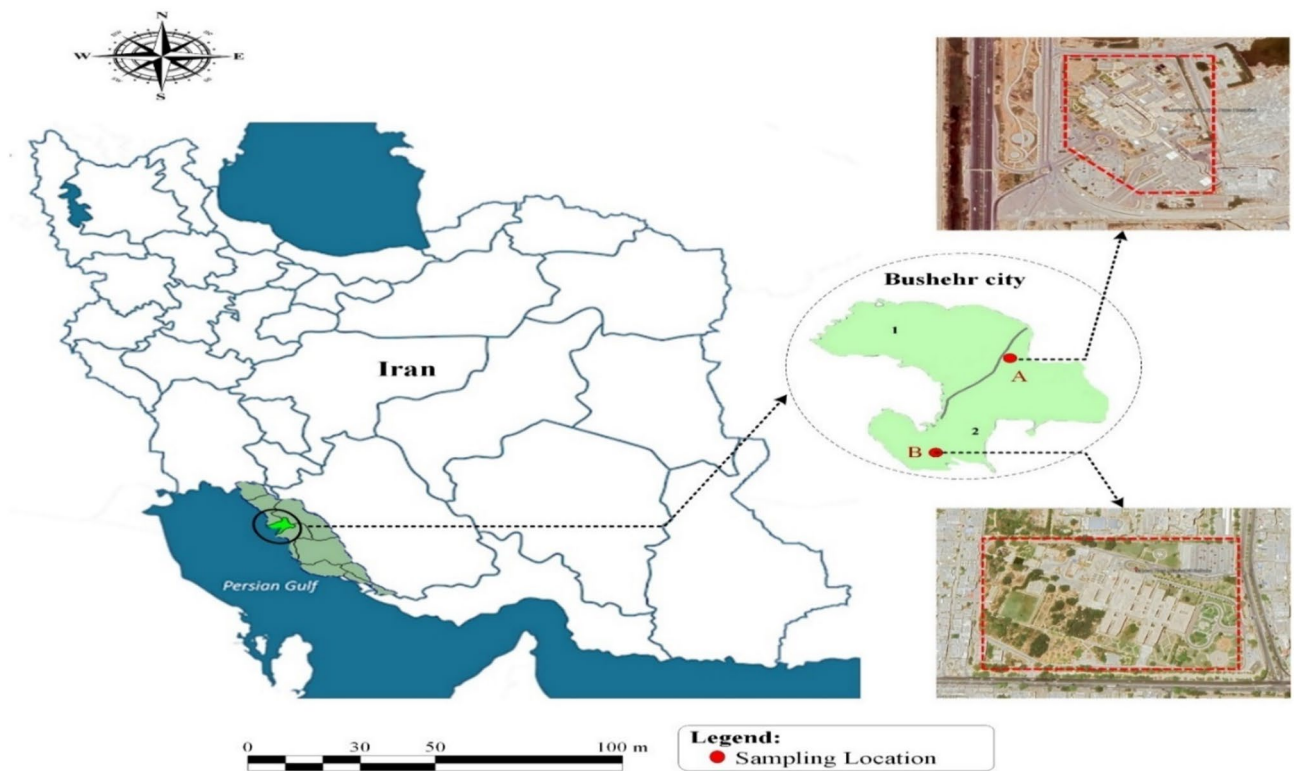 N
W E
S
Iran
Persian Gulf
Bushehr city
1
A
2
B
0 30 50 100 m
Legend:
Sampling Location